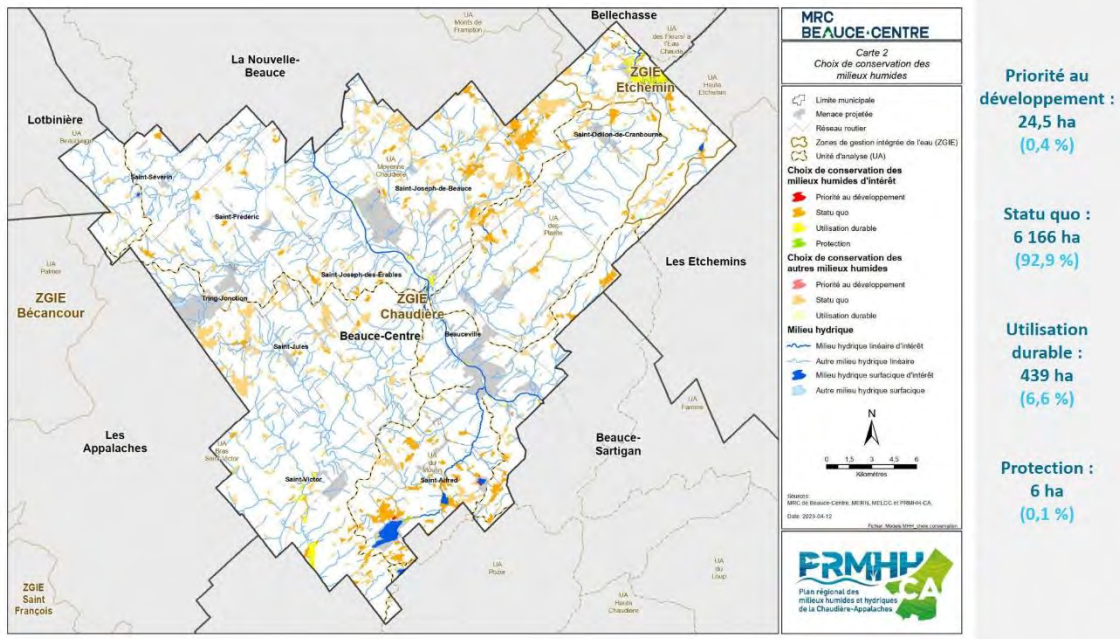 Bellechasse
UA
Monts de
Frampton
UA
des Fleurs/ à
l'Eau
Chaude
La Nouvelle-
Beauce
ZGIE
Etchemin
UA
Haute
Etchemin
Lotbinière
UA
Beaurivage
Saint-Odilon-de-Cranbourne
UA
Moyenne
Chaudière
Saint-Séverin
Saint-Joseph-de-Beauce
Saint-Frédéric
UA
des
Plante
Les Etchemins
UA
Palmer
Saint-Joseph-des-Érables
ZGIE
Bécancour
Tring-Jonction
ZGIE
Chaudière
Beauce-Centre
Beauceville
Saint-Jules
UA
Famine
Les
Appalaches
Beauce-
Sartigan
UA
Bras
Saint-Victor
UA
du
Moulin
Saint-Victor
Saint-Alfred
UA
Pozer
UA
du
Loup
ZGIE
Saint
François
UA
Haute
Chaudière
MRC
BEAUCE·CENTRE
Carte 2
Choix de conservation des
milieux humides
Limite municipale
Menace projetée
Réseau routier
Zones de gestion intégrée de l'eau (ZGIE)
Unité d'analyse (UA)
Choix de conservation des
milieux humides d'intérêt
Priorité au développement
Statu quo
Utilisation durable
Protection
Choix de conservation des
autres milieux humides
Priorité au développement
Statu quo
Utilisation durable
Milieu hydrique
Milieu hydrique linéaire d'intérêt
Autre milieu hydrique linéaire
Milieu hydrique surfacique d'intérêt
Autre milieu hydrique surfacique
N
0 1,5 3 4,5 6
Kilomètres
Sources:
MRC de Beauce-Centre, MERN, MELCC et PRMHH-CA.
Date: 2023-04-12
PRMHH
CA
Plan régional des
milieux humides et hydriques
de la Chaudière-Appalaches
Priorité au
développement :
24,5 ha
(0,4 %)
Statu quo :
6 166 ha
(92,9 %)
Utilisation
durable :
439 ha
(6,6 %)
Protection :
6 ha
(0,1 %)